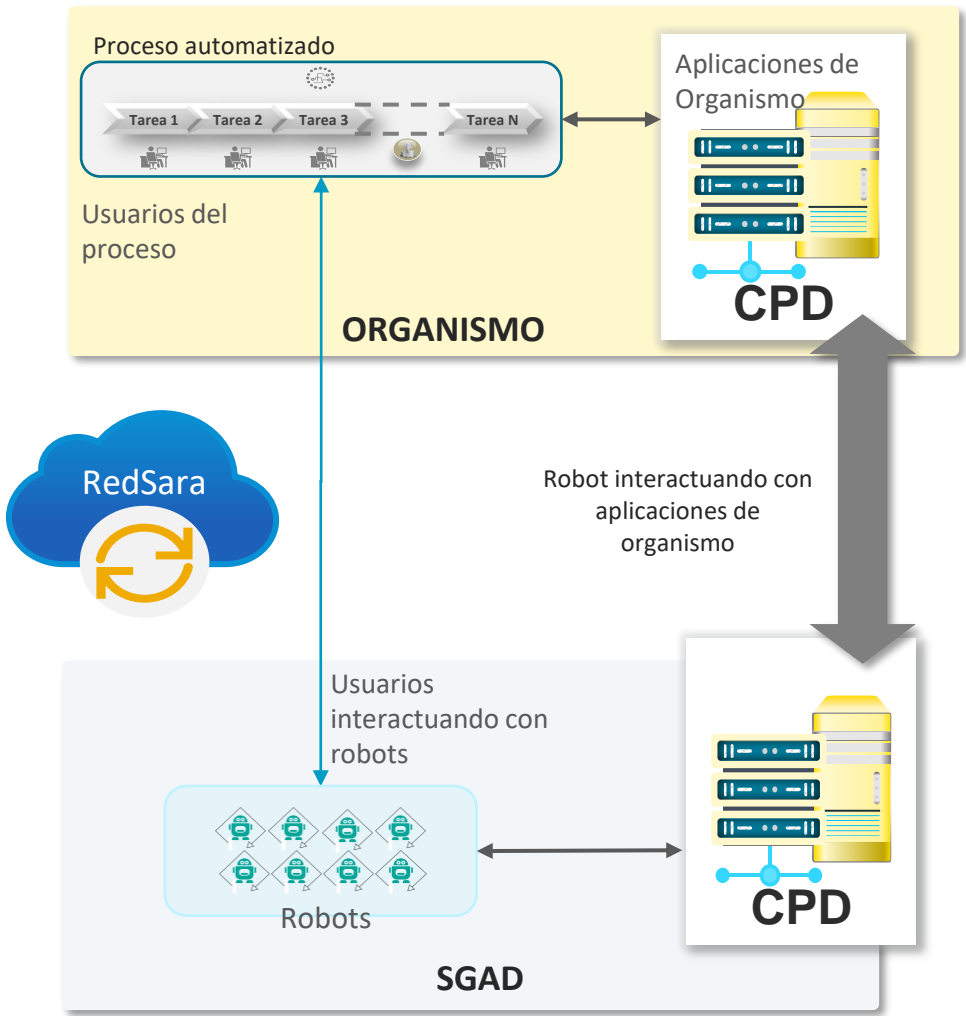 Proceso automatizado
Aplicaciones de
Organismo
Tarea 1
Tarea 2
Tarea 3
Tarea N
Usuarios del
proceso
CPD
ORGANISMO
RedSara
Robot interactuando con
aplicaciones de
organismo
Usuarios
interactuando con
robots
Robots
CPD
SGAD